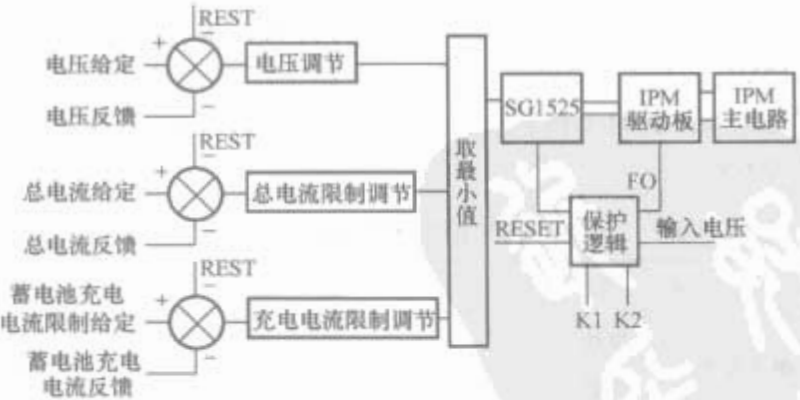 REST
+
−
电压给定
电压调节
−
电压反馈
REST
+
−
总电流给定
总电流限制调节
−
总电流反馈
REST
+
−
蓄电池充电
电流限制给定
充电电流限制调节
−
蓄电池充电
电流反馈
取最小值
SG1525
IPM
驱动板
IPM
主电路
FO
RESET
保护
逻辑
输入电压
K1 K2